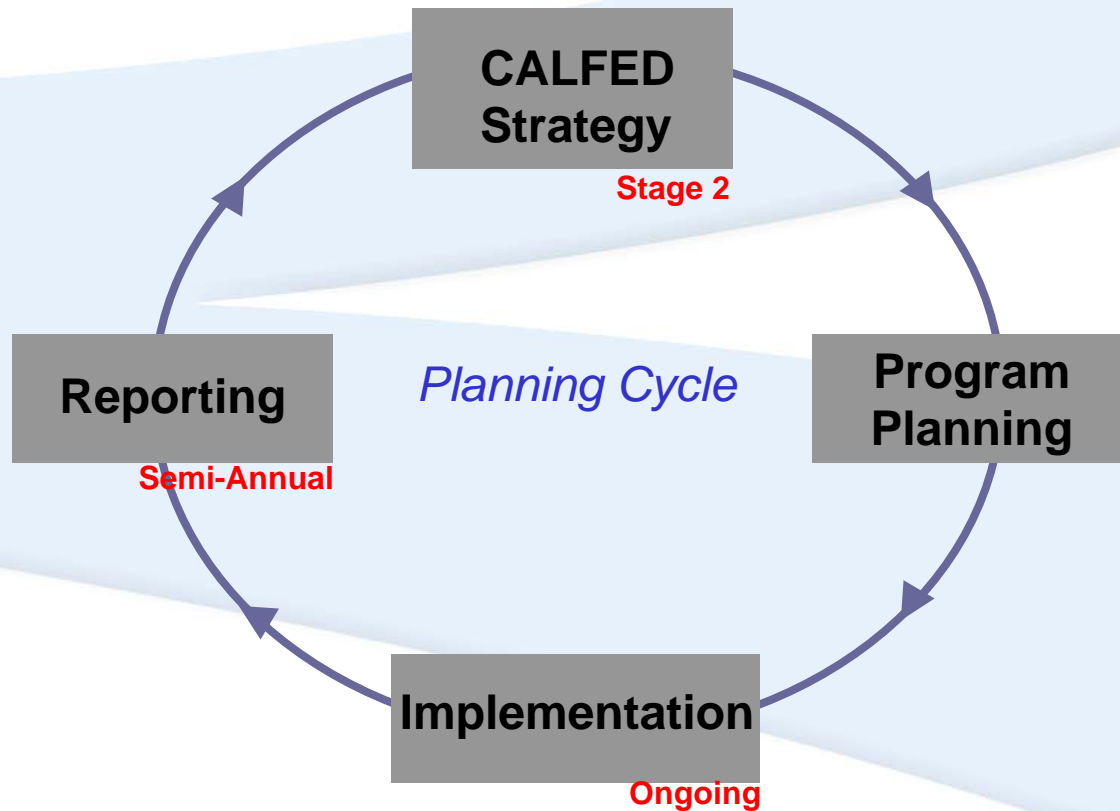 CALFED
Strategy
Stage 2
Reporting
Semi-Annual
Planning Cycle
Program
Planning
Implementation
Ongoing